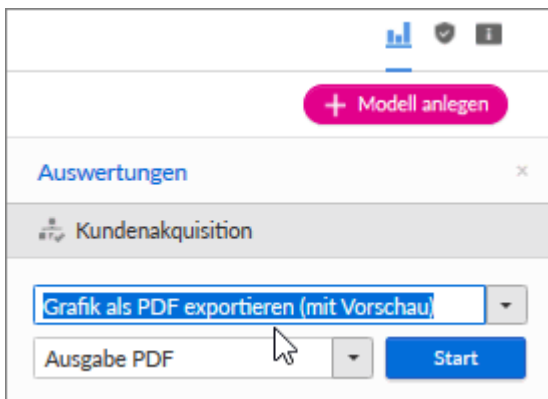 Modell anlegen
Auswertungen
Kundenakquisition
Grafik als PDF exportieren (mit Vorschau)
Ausgabe PDF
Start